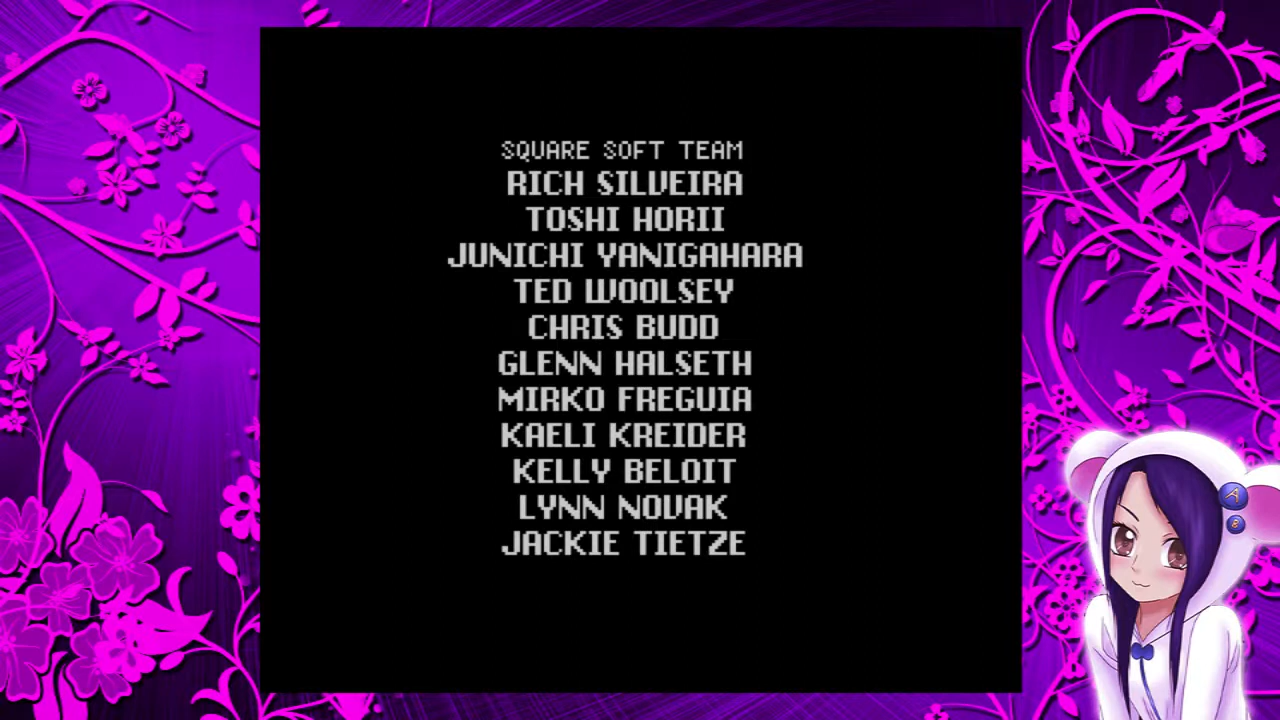 SQUARE SOFT TEAM
RICH SILVEIRA
TOSHI HORII
JUNICHI YANIGAHARA
TED WOOLSEY
CHRIS BUDD
GLENN HALSETH
MIRKO FREGUIA
KAELI KREIDER
KELLY BELOIT
LYNN NOVAK
JACKIE TIETZE
A
B